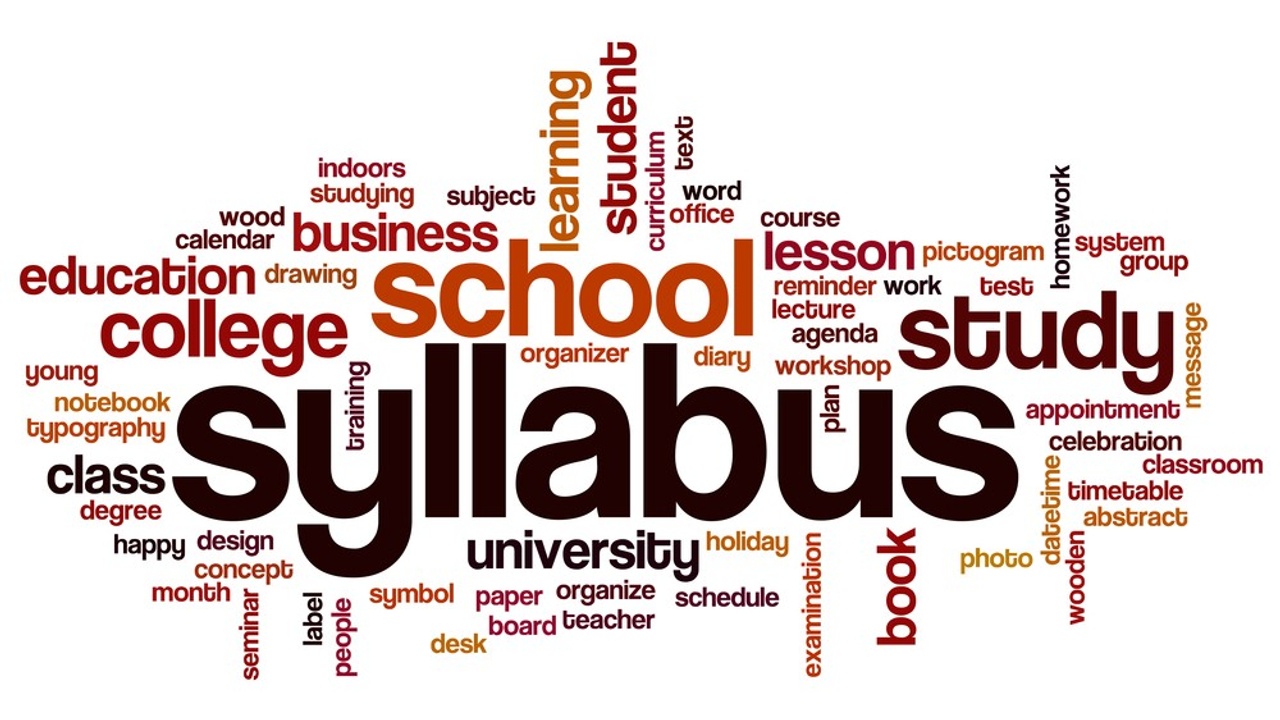 student
learning
text
curriculum
indoors
studying
subject
word
office
wood
calendar
business
course
homework
lesson
pictogram
system
group
education
drawing
school
reminder
work
test
lecture
agenda
study
message
college
organizer
diary
workshop
young
training
plan
notebook
typography
syllabus
appointment
celebration
classroom
class
degree
datetime
timetable
abstract
happy
design
concept
university
holiday
book
photo
wooden
month
seminar
label
people
symbol
paper
organize
schedule
board
teacher
desk
examination